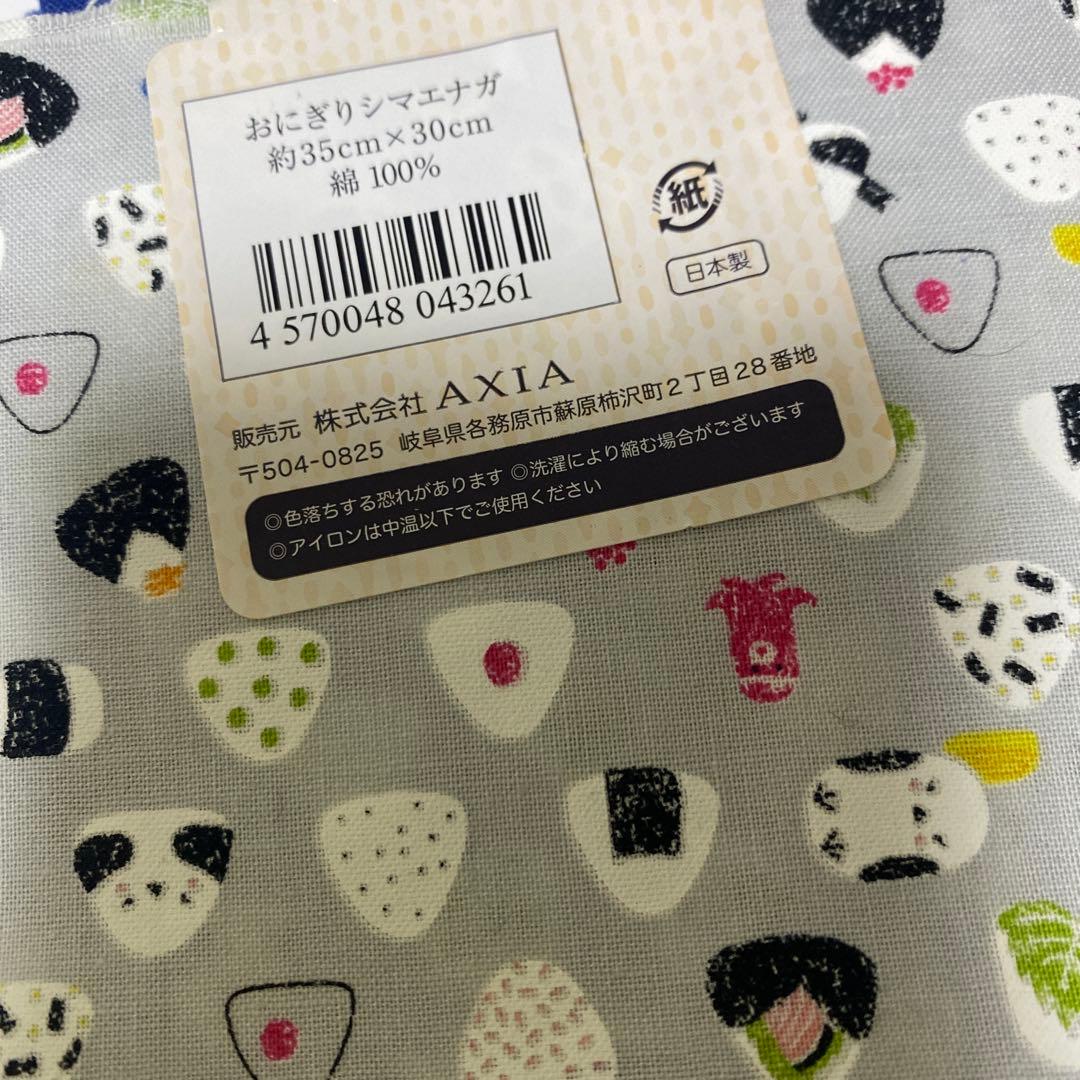 おにぎりシマエナガ
約35cm×30cm
綿 100%
4 570048 043261
紙
日本製
販売元 株式会社 AXIA
〒504-0825 岐阜県各務原市蘇原柿沢町2丁目28番地
◎色落ちする恐れがあります ◎洗濯により縮む場合がございます
◎アイロンは中温以下でご使用ください